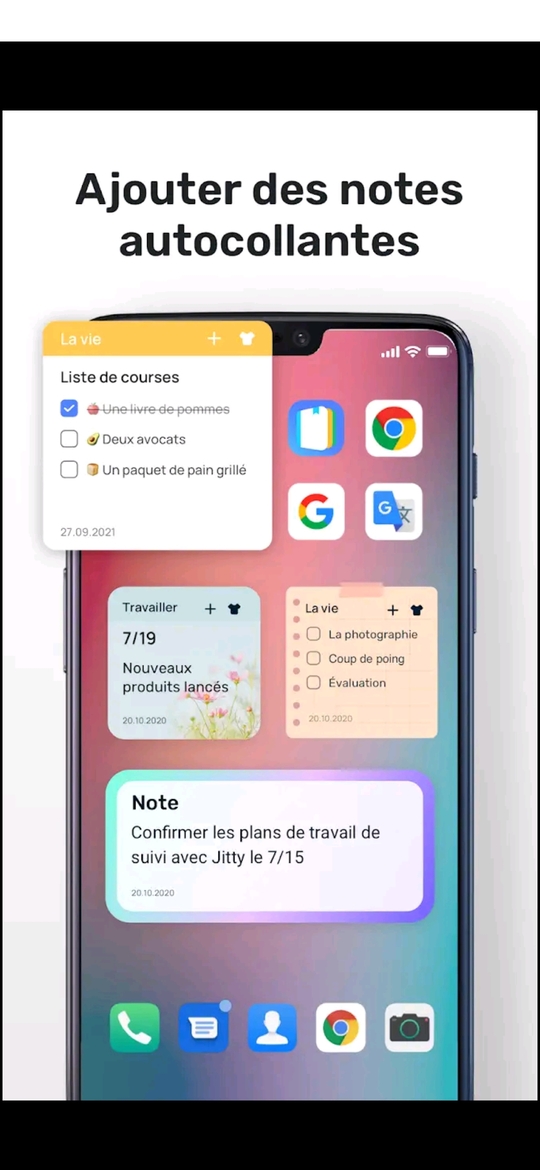 Ajouter des notes
autocollantes
La vie
Liste de courses
Une livre de pommes
Deux avocats
Un paquet de pain grillé
27.09.2021
Travailler
7/19
Nouveaux
produits lancés
20.10.2020
La vie
La photographie
Coup de poing
Évaluation
20.10.2020
Note
Confirmer les plans de travail de
suivi avec Jitty le 7/15
20.10.2020